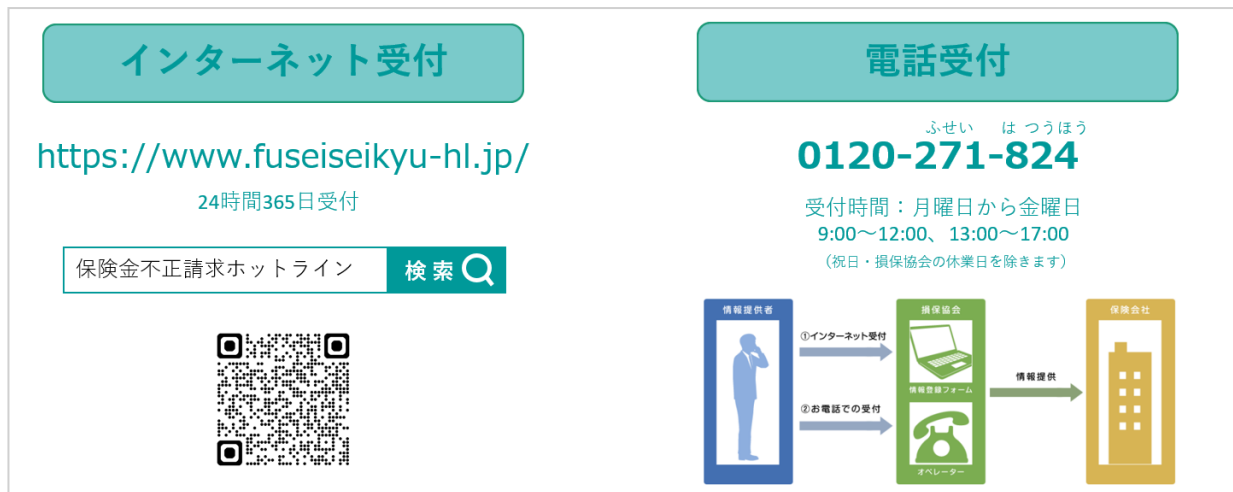 インターネット受付
https://www.fuseiseikyu-hl.jp/
24時間365日受付
保険金不正請求ホットライン
検索
電話受付
ふせい は つうほう
0120-271-824
受付時間：月曜日から金曜日
9:00～12:00、13:00～17:00
（祝日・損保協会の休業日を除きます）
情報提供者
①インターネット受付
②お電話での受付
損保協会
情報登録フォーム
オペレーター
情報提供
保険会社